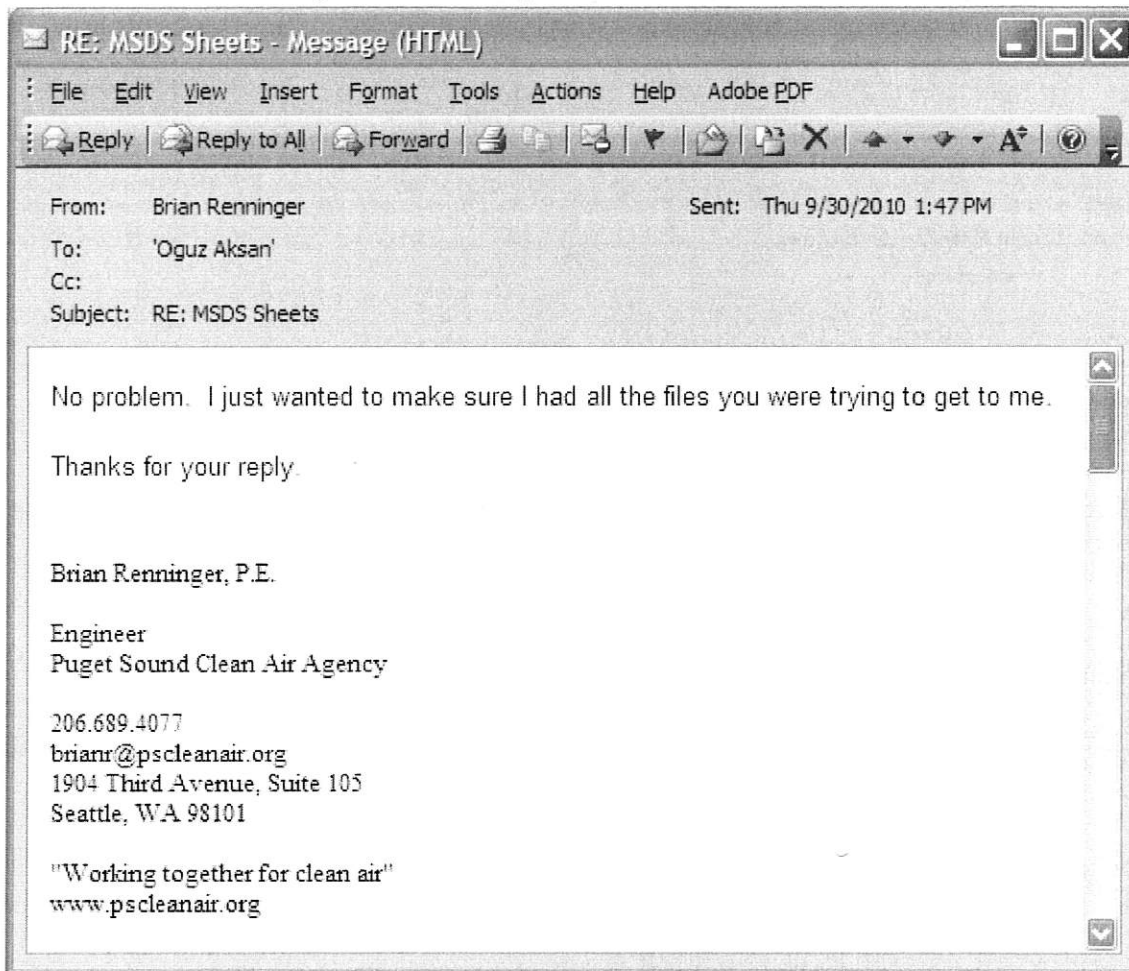 RE: MSDS Sheets - Message (HTML)
File Edit View Insert Format Tools Actions Help Adobe PDF
Reply Reply to All Forward
From: Brian Renninger Sent: Thu 9/30/2010 1:47 PM
To: 'Oguz Aksan'
Cc:
Subject: RE: MSDS Sheets
No problem. I just wanted to make sure I had all the files you were trying to get to me.
Thanks for your reply.
Brian Renninger, P.E.
Engineer
Puget Sound Clean Air Agency
206.689.4077
brianr@pscleanair.org
1904 Third Avenue, Suite 105
Seattle, WA 98101
"Working together for clean air"
www.pscleanair.org